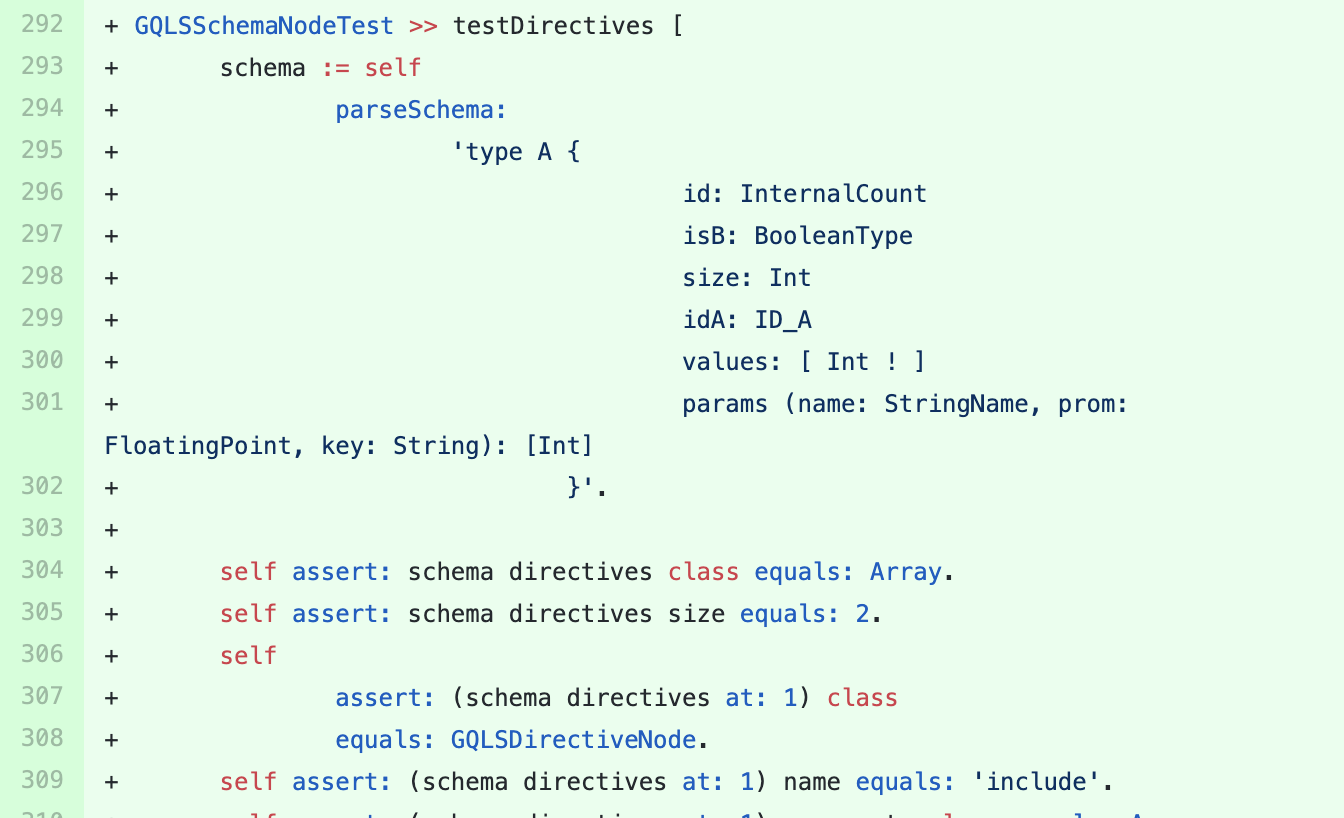 292 + GQLSSchemaNodeTest >> testDirectives [
293 + schema := self
294 + parseSchema:
295 + 'type A {
296 + id: InternalCount
297 + isB: BooleanType
298 + size: Int
299 + idA: ID_A
300 + values: [ Int ! ]
301 + params (name: StringName, prom:
FloatingPoint, key: String): [Int]
302 + }'.
303 +
304 + self assert: schema directives class equals: Array.
305 + self assert: schema directives size equals: 2.
306 + self
307 + assert: (schema directives at: 1) class
308 + equals: GQLSDirectiveNode.
309 + self assert: (schema directives at: 1) name equals: 'include'.